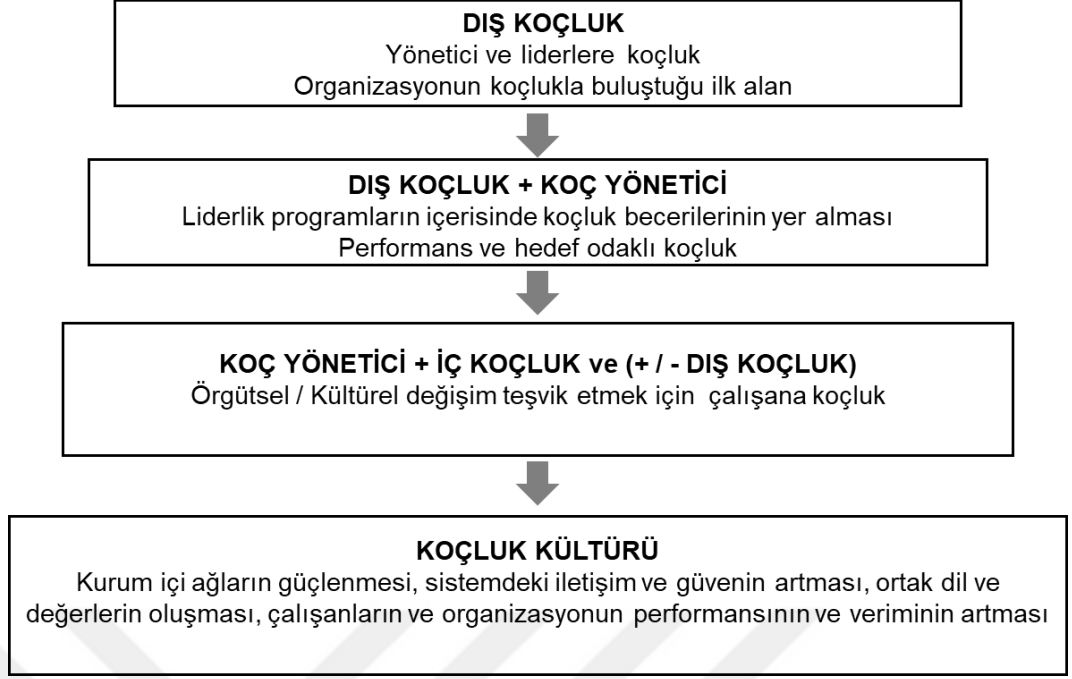 DIŞ KOÇLUK
Yönetici ve liderlere koçluk
Organizasyonun koçlukla buluştuğu ilk alan
DIŞ KOÇLUK + KOÇ YÖNETİCİ
Liderlik programların içerisinde koçluk becerilerinin yer alması
Performans ve hedef odaklı koçluk
KOÇ YÖNETİCİ + İÇ KOÇLUK ve (+ / - DIŞ KOÇLUK)
Örgütsel / Kültürel değişim teşvik etmek için çalışana koçluk
KOÇLUK KÜLTÜRÜ
Kurum içi ağların güçlenmesi, sistemdeki iletişim ve güvenin artması, ortak dil ve
değerlerin oluşması, çalışanların ve organizasyonun performansının ve veriminin artması